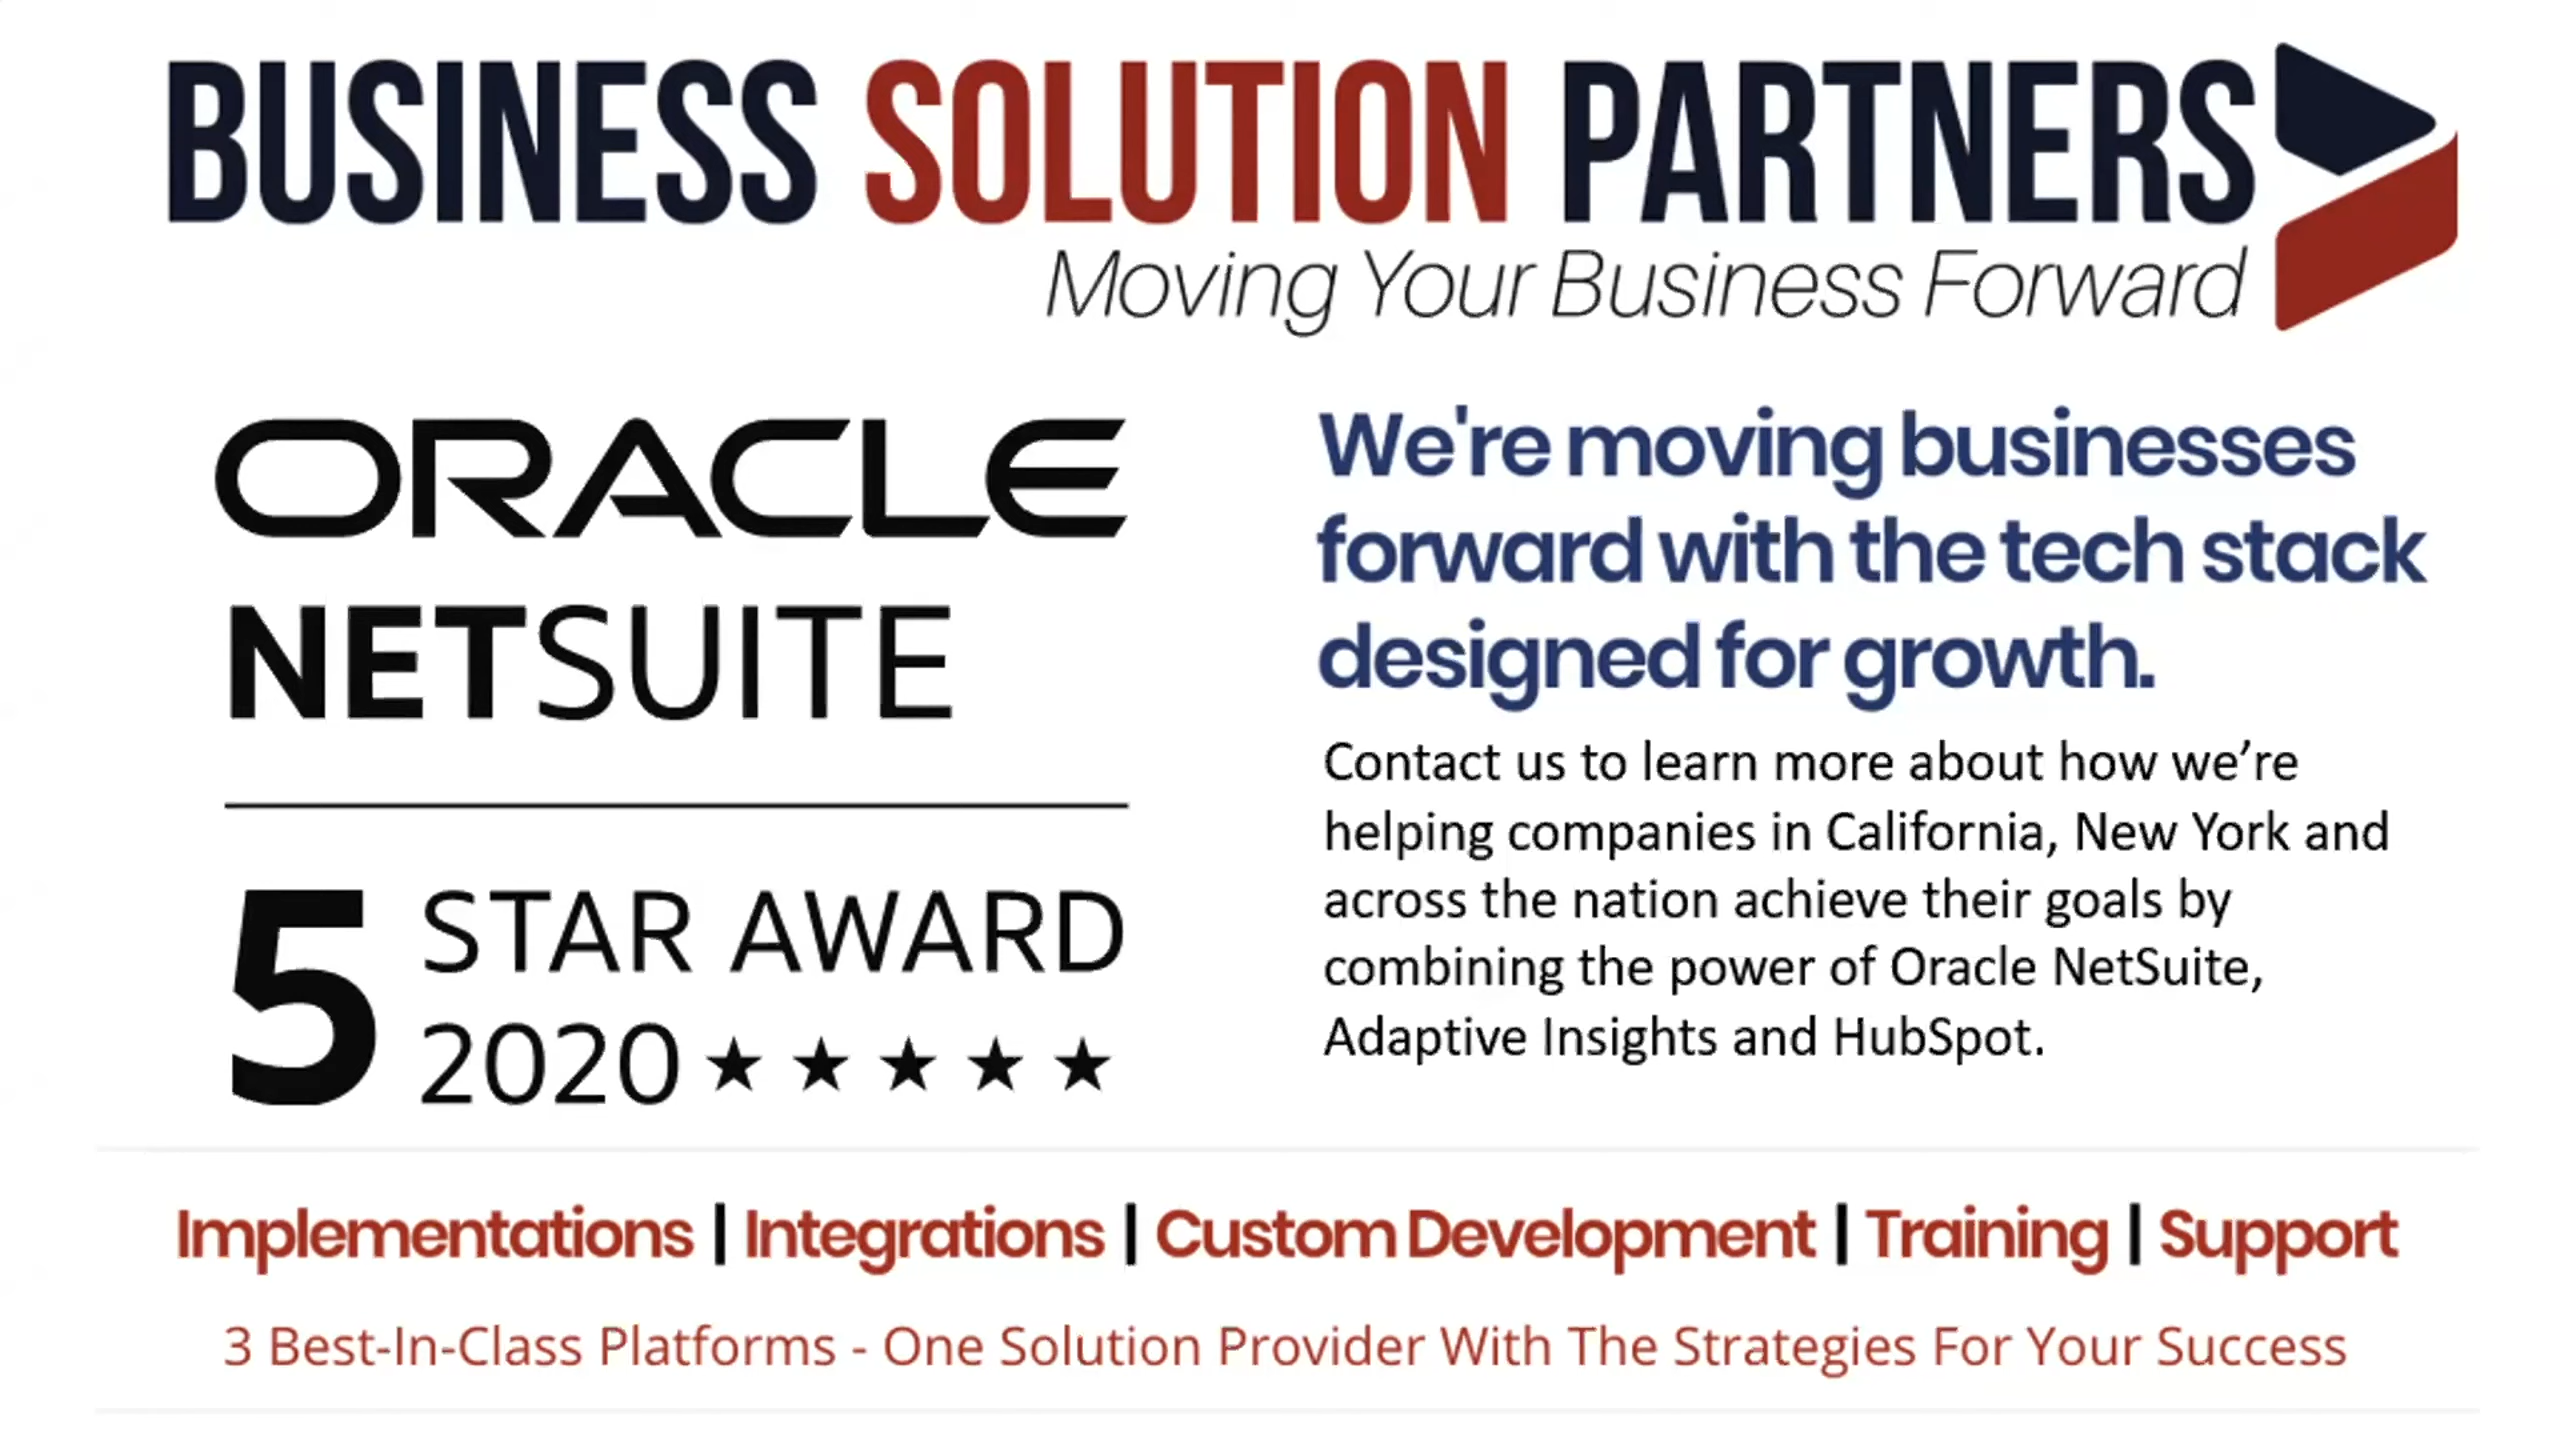 BUSINESS SOLUTION PARTNERS
Moving Your Business Forward
ORACLE
NETSUITE
5 STAR AWARD
2020 ★ ★ ★ ★ ★
We're moving businesses
forward with the tech stack
designed for growth.
Contact us to learn more about how we’re
helping companies in California, New York and
across the nation achieve their goals by
combining the power of Oracle NetSuite,
Adaptive Insights and HubSpot.
Implementations | Integrations | Custom Development | Training | Support
3 Best-In-Class Platforms - One Solution Provider With The Strategies For Your Success